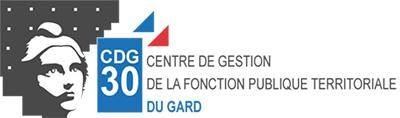 CDG
30
CENTRE DE GESTION
DE LA FONCTION PUBLIQUE TERRITORIALE
DU GARD